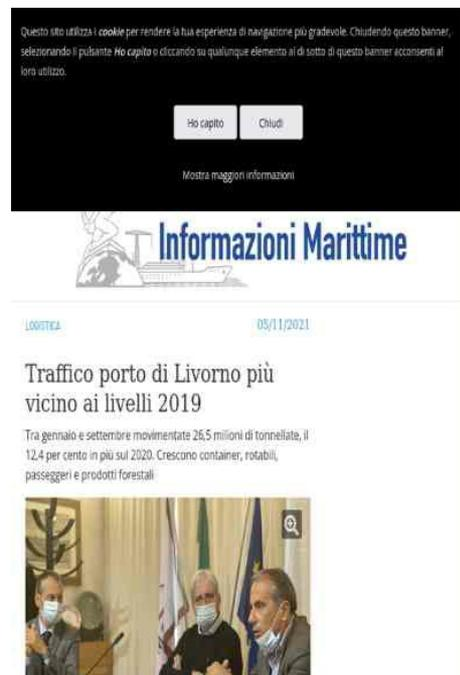 Questo sito utilizza i cookie per rendere la tua esperienza di navigazione più gradevole. Chiudendo questo banner,
selezionando il pulsante Ho capito o cliccando su qualunque elemento al di sotto di questo banner acconsenti al
loro utilizzo.
Ho capito Chiudi
Mostra maggiori informazioni
Informazioni Marittime
LOGISTICA 05/11/2021
Traffico porto di Livorno più
vicino ai livelli 2019
Tra gennaio e settembre movimentate 26,5 milioni di tonnellate, il
12,4 per cento in più sul 2020. Crescono container, rotabili,
passeggeri e prodotti forestali